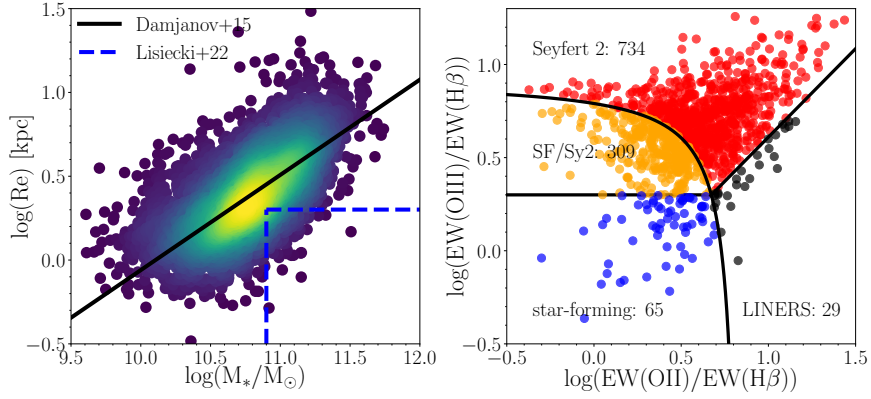 Damjanov+15
Lisiecki+22
1.5
1.0
0.5
0.0
−0.5
log(Re) [kpc]
9.5 10.0 10.5 11.0 11.5 12.0
log(M*/M⊙)
Seyfert 2: 734
SF/Sy2: 309
star-forming: 65
LINERS: 29
1.0
0.5
0.0
−0.5
log(EW(OIII)/EW(Hβ))
−0.5 0.0 0.5 1.0 1.5
log(EW(OII)/EW(Hβ))